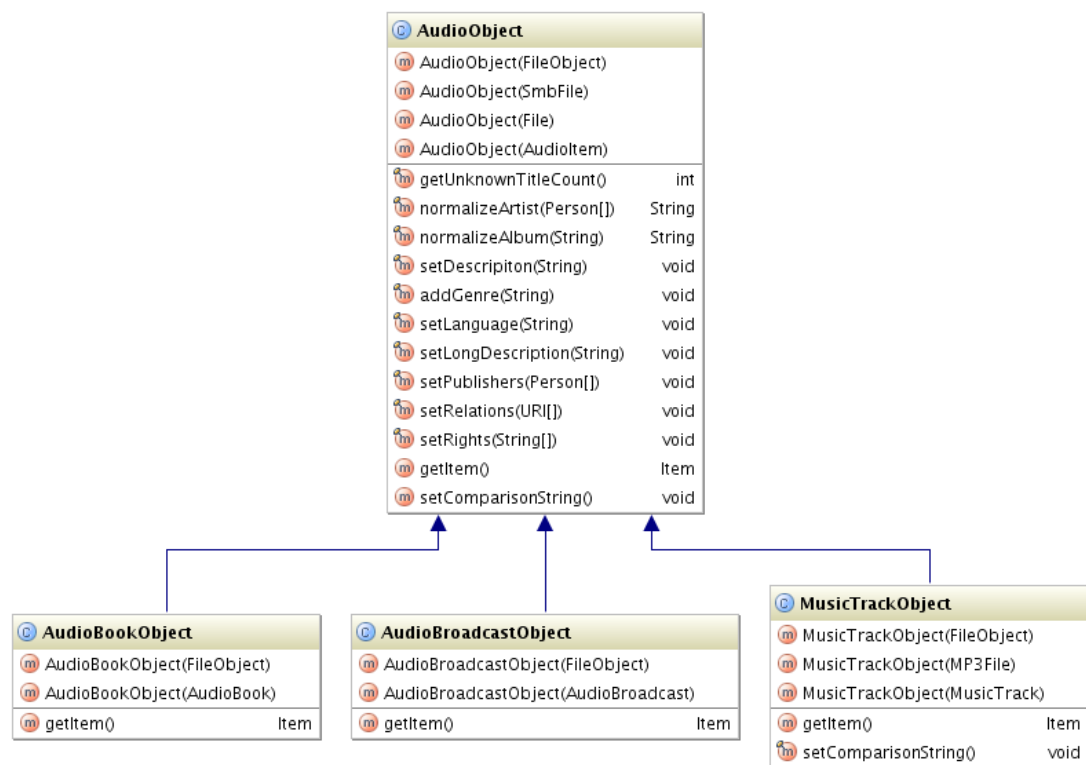 AudioObject
AudioObject(FileObject)
AudioObject(SmbFile)
AudioObject(File)
AudioObject(AudioItem)
getUnknownTitleCount() int
normalizeArtist(Person[]) String
normalizeAlbum(String) String
setDescripiton(String) void
addGenre(String) void
setLanguage(String) void
setLongDescription(String) void
setPublishers(Person[]) void
setRelations(URI[]) void
setRights(String[]) void
getItem() Item
setComparisonString() void
AudioBookObject
AudioBookObject(FileObject)
AudioBookObject(AudioBook)
getItem() Item
AudioBroadcastObject
AudioBroadcastObject(FileObject)
AudioBroadcastObject(AudioBroadcast)
getItem() Item
MusicTrackObject
MusicTrackObject(FileObject)
MusicTrackObject(MP3File)
MusicTrackObject(MusicTrack)
getItem() Item
setComparisonString() void